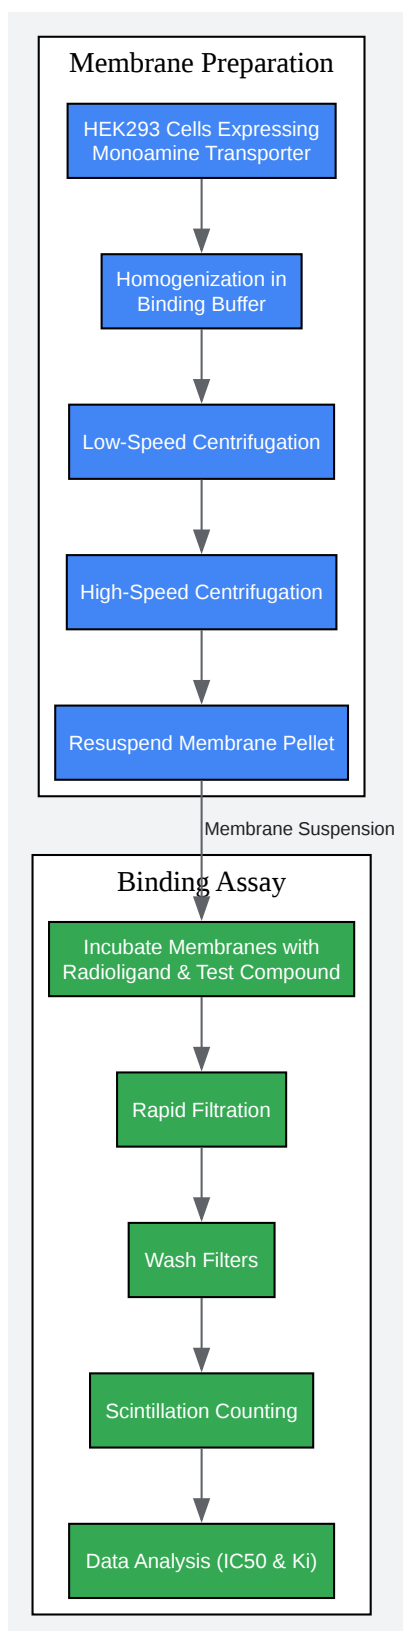 Membrane Preparation
HEK293 Cells Expressing
Monoamine Transporter
Homogenization in
Binding Buffer
Low-Speed Centrifugation
High-Speed Centrifugation
Resuspend Membrane Pellet
Membrane Suspension
Binding Assay
Incubate Membranes with
Radioligand & Test Compound
Rapid Filtration
Wash Filters
Scintillation Counting
Data Analysis (IC50 & Ki)